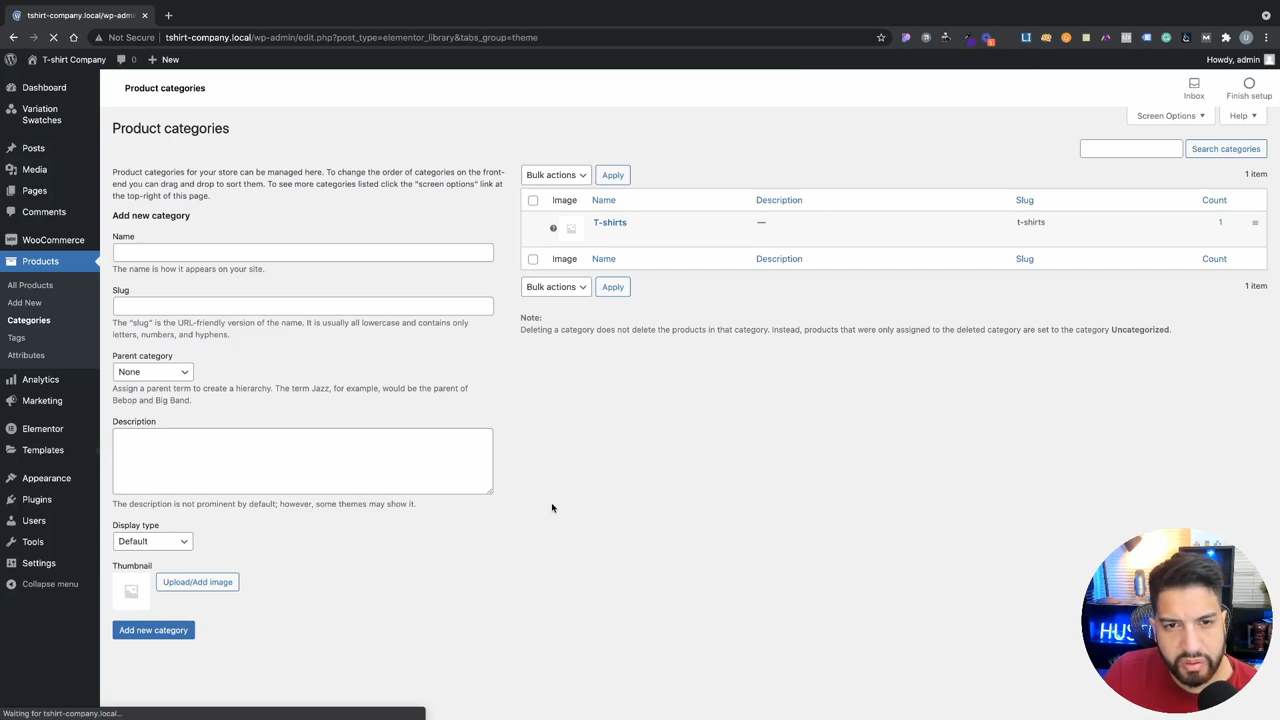 tshirt-company.local/wp-admi
Not Secure tshirt-company.local/wp-admin/edit.php?post_type=elementor_library&tabs_group=theme
T-shirt Company 0 New Howdy, admin
Dashboard
Variation
Swatches
Posts
Media
Pages
Comments
WooCommerce
Products
All Products
Add New
Categories
Tags
Attributes
Analytics
Marketing
Elementor
Templates
Appearance
Plugins
Users
Tools
Settings
Collapse menu
Product categories
Inbox Finish setup
Screen Options Help
Product categories
Search categories
Product categories for your store can be managed here. To change the order of categories on the front-
end you can drag and drop to sort them. To see more categories listed click the "screen options" link at
the top-right of this page.
Add new category
Name
The name is how it appears on your site.
Slug
The “slug” is the URL-friendly version of the name. It is usually all lowercase and contains only
letters, numbers, and hyphens.
Parent category
None
Assign a parent term to create a hierarchy. The term Jazz, for example, would be the parent of
Bebop and Big Band.
Description
The description is not prominent by default; however, some themes may show it.
Display type
Default
Thumbnail
Upload/Add image
Add new category
Bulk actions Apply 1 item
Image Name Description Slug Count
T-shirts — t-shirts 1
Image Name Description Slug Count
Bulk actions Apply 1 item
Note:
Deleting a category does not delete the products in that category. Instead, products that were only assigned to the deleted category are set to the category Uncategorized.
HUST
Waiting for tshirt-company.local...